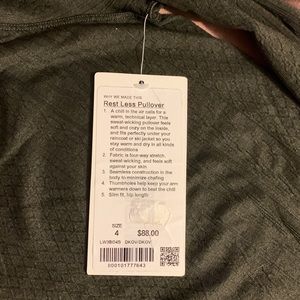 WHY WE MADE THIS
Rest Less Pullover
1. A chill in the air calls for a
warm, technical layer. This
sweat-wicking pullover feels
soft and cozy on the inside,
and fits perfectly under your
raincoat or ski jacket so you
stay warm and dry in all
kinds of conditions
2. Fabric is four-way stretch,
sweat-wicking, and feels soft
against your skin
3. Seamless construction in the
body to minimize chafing
4. Thumbholes help keep your arm
warmers down to beat the chill
5. Slim fit, hip length
SIZE
4
$88.00
DKOV/DKOV
000101777643